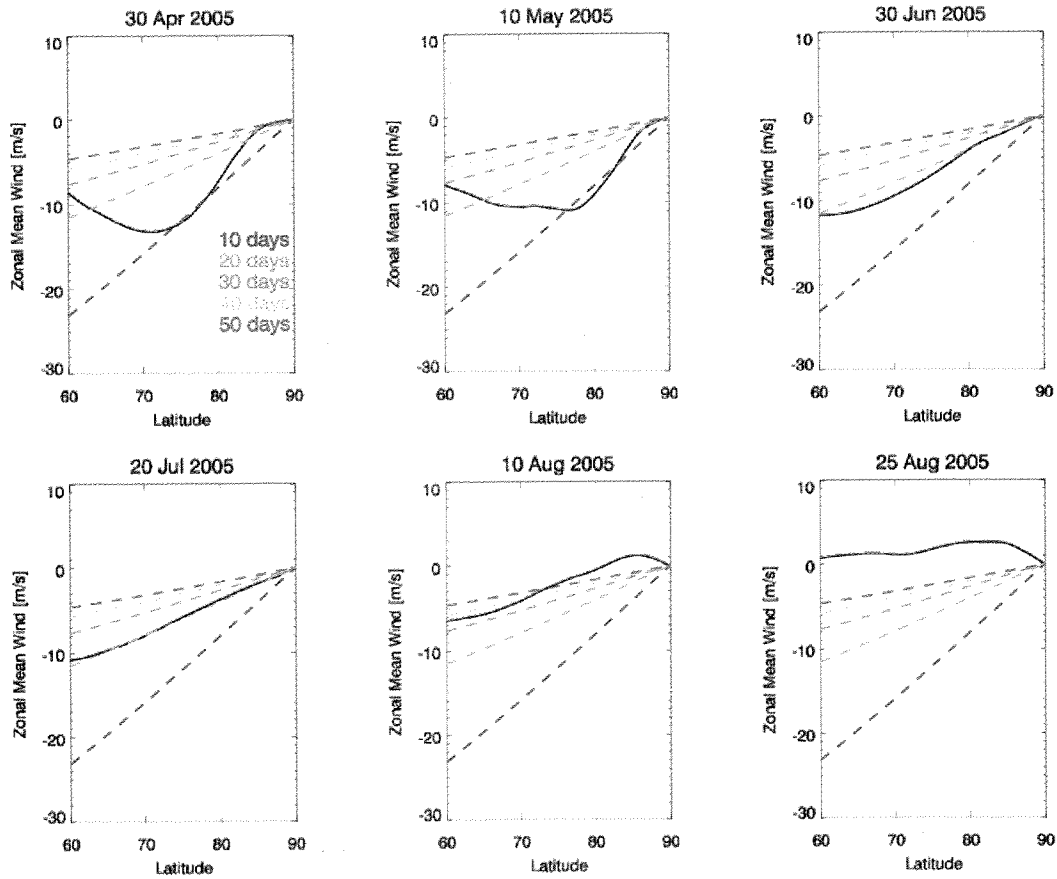 30 Apr 2005
10 May 2005
30 Jun 2005
10
0
-10
-20
-30
Zonal Mean Wind [m/s]
10 days
20 days
30 days
40 days
50 days
60 70 80 90
Latitude
10
0
-10
-20
-30
Zonal Mean Wind [m/s]
60 70 80 90
Latitude
10
0
-10
-20
-30
Zonal Mean Wind [m/s]
60 70 80 90
Latitude
20 Jul 2005
10 Aug 2005
25 Aug 2005
10
0
-10
-20
-30
Zonal Mean Wind [m/s]
60 70 80 90
Latitude
10
0
-10
-20
-30
Zonal Mean Wind [m/s]
60 70 80 90
Latitude
10
0
-10
-20
-30
Zonal Mean Wind [m/s]
60 70 80 90
Latitude